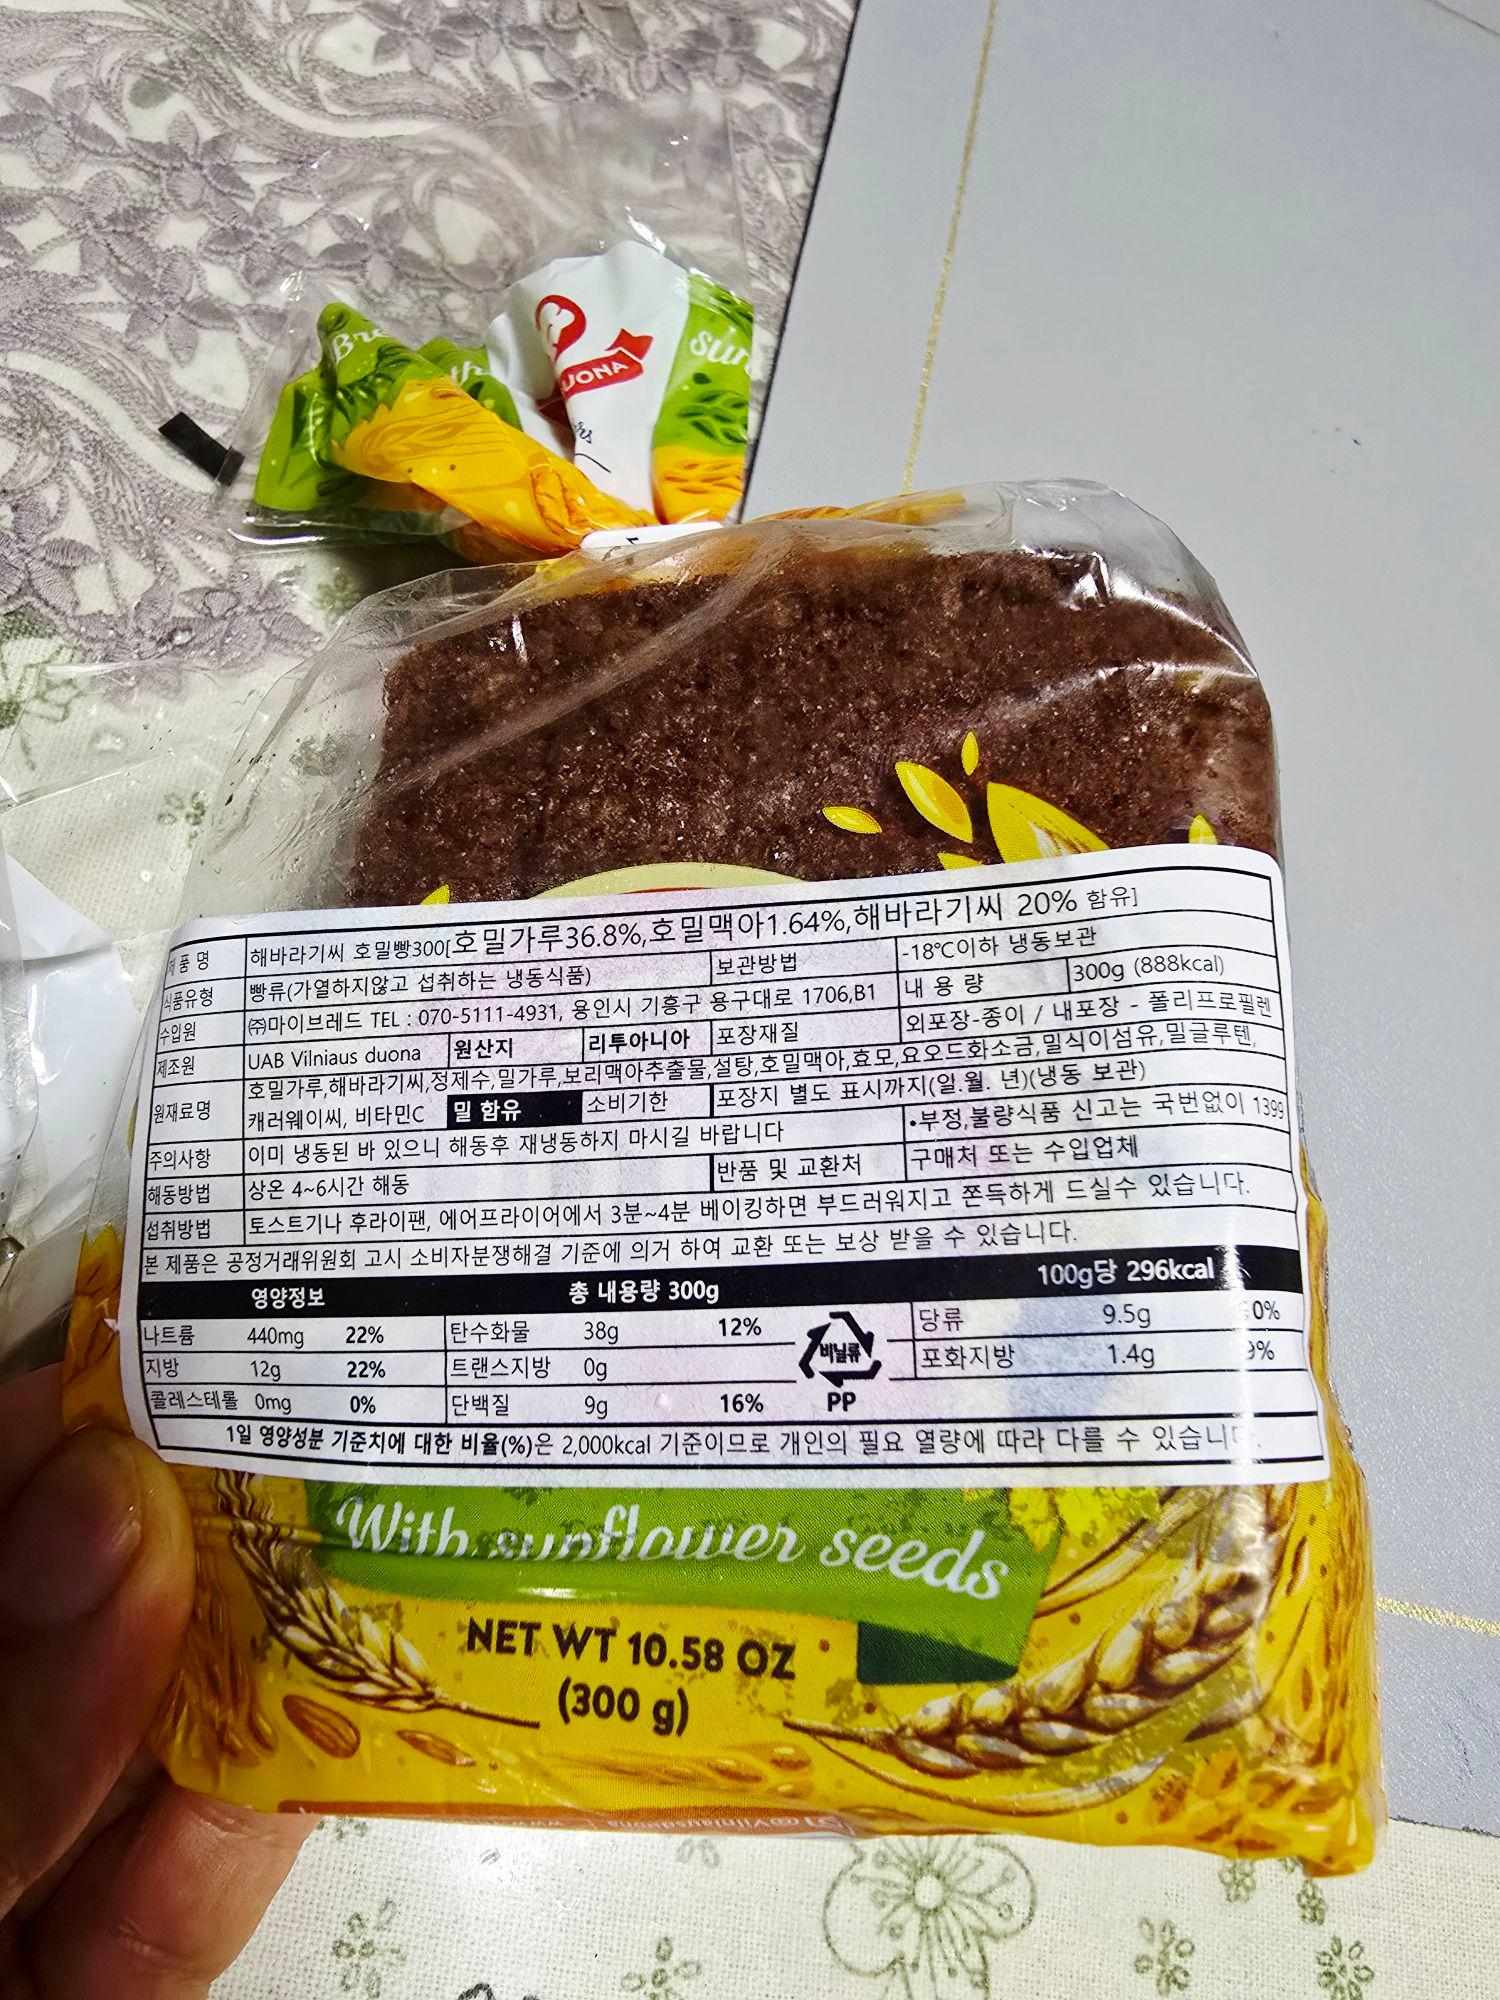 UONA
sun
제품명 해바라기씨 호밀빵300[호밀가루36.8%,호밀맥아1.64%,해바라기씨 20% 함유]
식품유형 빵류(가열하지않고 섭취하는 냉동식품) 보관방법 -18℃이하 냉동보관
수입원 ㈜마이브레드 TEL : 070-5111-4931, 용인시 기흥구 용구대로 1706,B1 내 용 량 300g (888kcal)
제조원 UAB Vilniaus duona 원산지 리투아니아 포장재질 외포장-종이 / 내포장 - 폴리프로필렌
원재료명 호밀가루,해바라기씨,정제수,밀가루,보리맥아추출물,설탕,호밀맥아,효모,요오드화소금,밀식이섬유,밀글루텐,
캐러웨이씨, 비타민C 밀 함유 소비기한 포장지 별도 표시까지(일.월. 년)(냉동 보관)
주의사항 이미 냉동된 바 있으니 해동후 재냉동하지 마시길 바랍니다 •부정,불량식품 신고는 국번없이 1399
해동방법 상온 4~6시간 해동 반품 및 교환처 구매처 또는 수입업체
섭취방법 토스트기나 후라이팬, 에어프라이어에서 3분~4분 베이킹하면 부드러워지고 쫀득하게 드실수 있습니다.
본 제품은 공정거래위원회 고시 소비자분쟁해결 기준에 의거 하여 교환 또는 보상 받을 수 있습니다.
영양정보 총 내용량 300g 100g당 296kcal
나트륨 440mg 22% 탄수화물 38g 12% 당류 9.5g 0%
지방 12g 22% 트랜스지방 0g 비닐류 포화지방 1.4g 9%
콜레스테롤 0mg 0% 단백질 9g 16% PP
1일 영양성분 기준치에 대한 비율(%)은 2,000kcal 기준이므로 개인의 필요 열량에 따라 다를 수 있습니다.
With sunflower seeds
NET WT 10.58 OZ
(300 g)